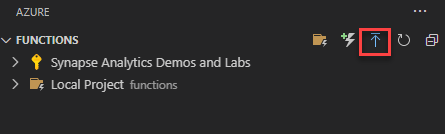 AZURE
FUNCTIONS
Synapse Analytics Demos and Labs
Local Project functions